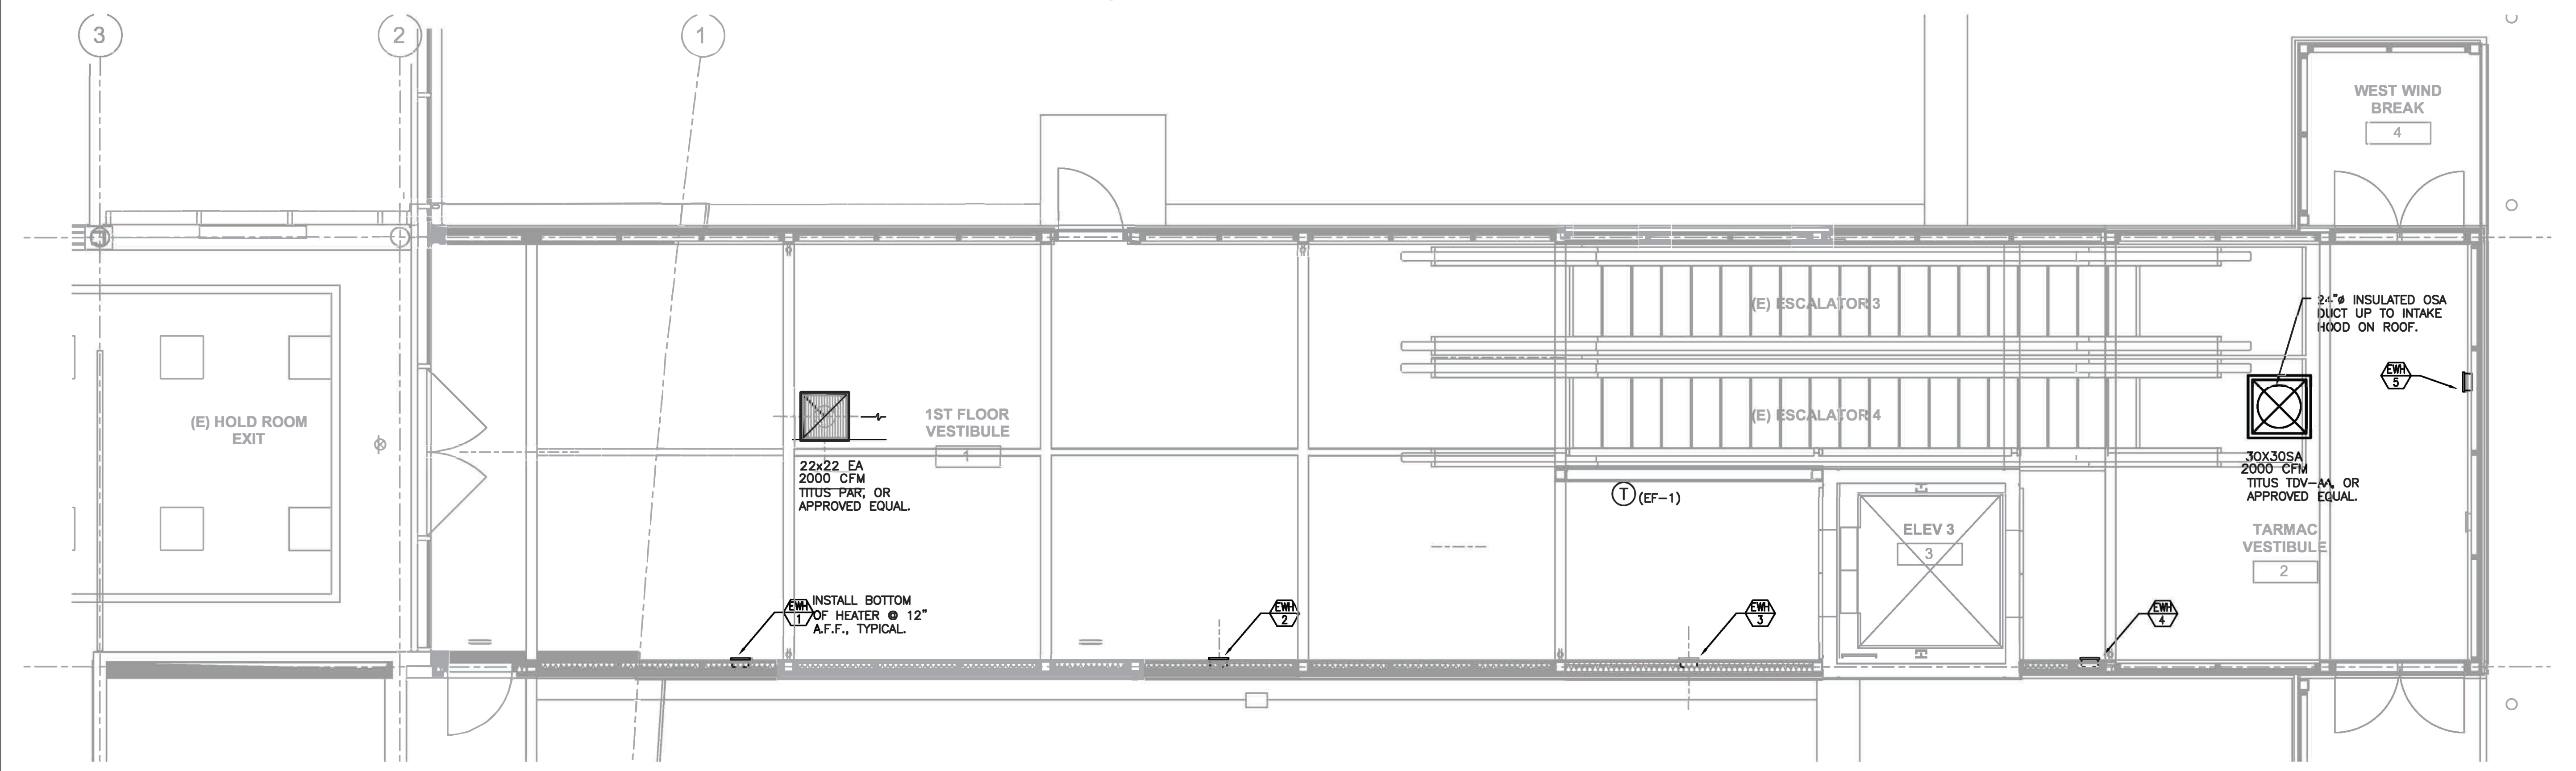 3
2
1
WEST WIND
BREAK
4
(E) ESCALATOR 3
24"ø INSULATED OSA
DUCT UP TO INTAKE
HOOD ON ROOF.
EWH
5
(E) HOLD ROOM
EXIT
1ST FLOOR
VESTIBULE
1
(E) ESCALATOR 4
22x22 EA
2000 CFM
TITUS PAR, OR
APPROVED EQUAL.
30X30SA
2000 CFM
TITUS TDV-AA, OR
APPROVED EQUAL.
T (EF-1)
ELEV 3
3
TARMAC
VESTIBULE
2
EWH
1
INSTALL BOTTOM
OF HEATER @ 12"
A.F.F., TYPICAL.
EWH
2
EWH
3
EWH
4